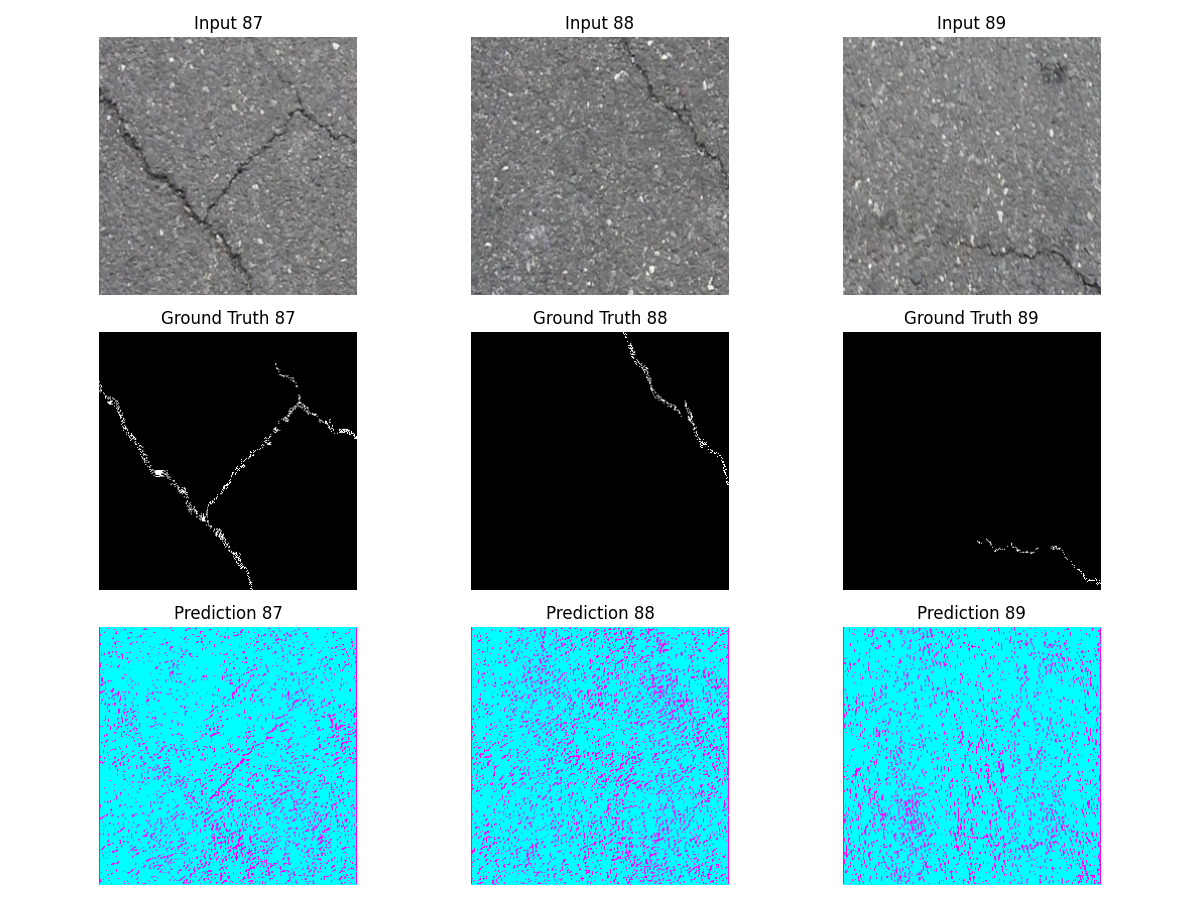 Input 87
Input 88
Input 89
Ground Truth 87
Ground Truth 88
Ground Truth 89
Prediction 87
Prediction 88
Prediction 89